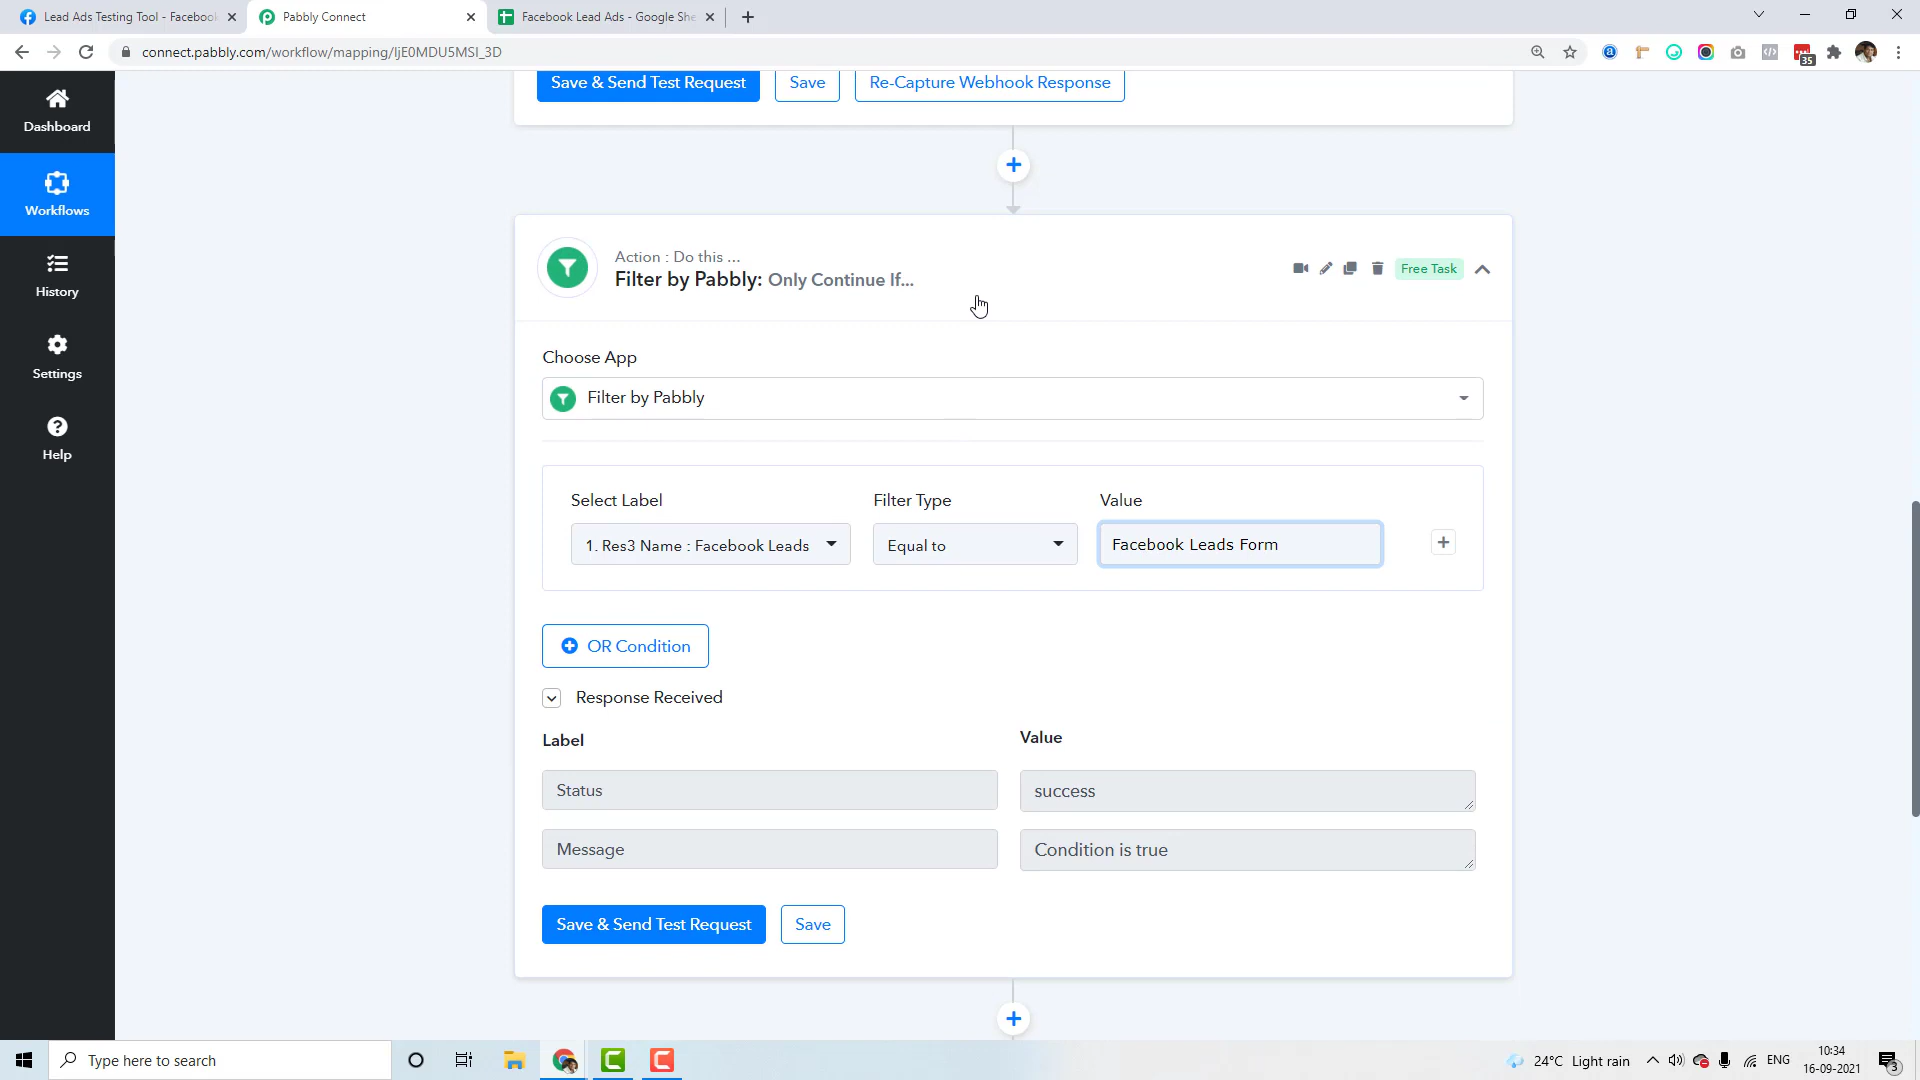 Lead Ads Testing Tool - Facebook
Pabbly Connect
Facebook Lead Ads - Google She
connect.pabbly.com/workflow/mapping/IjE0MDU5MSI_3D
35
Dashboard
Workflows
History
Settings
Help
Save & Send Test Request
Save
Re-Capture Webhook Response
Action : Do this ...
Filter by Pabbly: Only Continue If...
Free Task
Choose App
Filter by Pabbly
Select Label
Filter Type
Value
1. Res3 Name : Facebook Leads
Equal to
Facebook Leads Form
OR Condition
Response Received
Label
Value
Status
success
Message
Condition is true
Save & Send Test Request
Save
Type here to search
24°C Light rain
ENG
10:34
16-09-2021
3